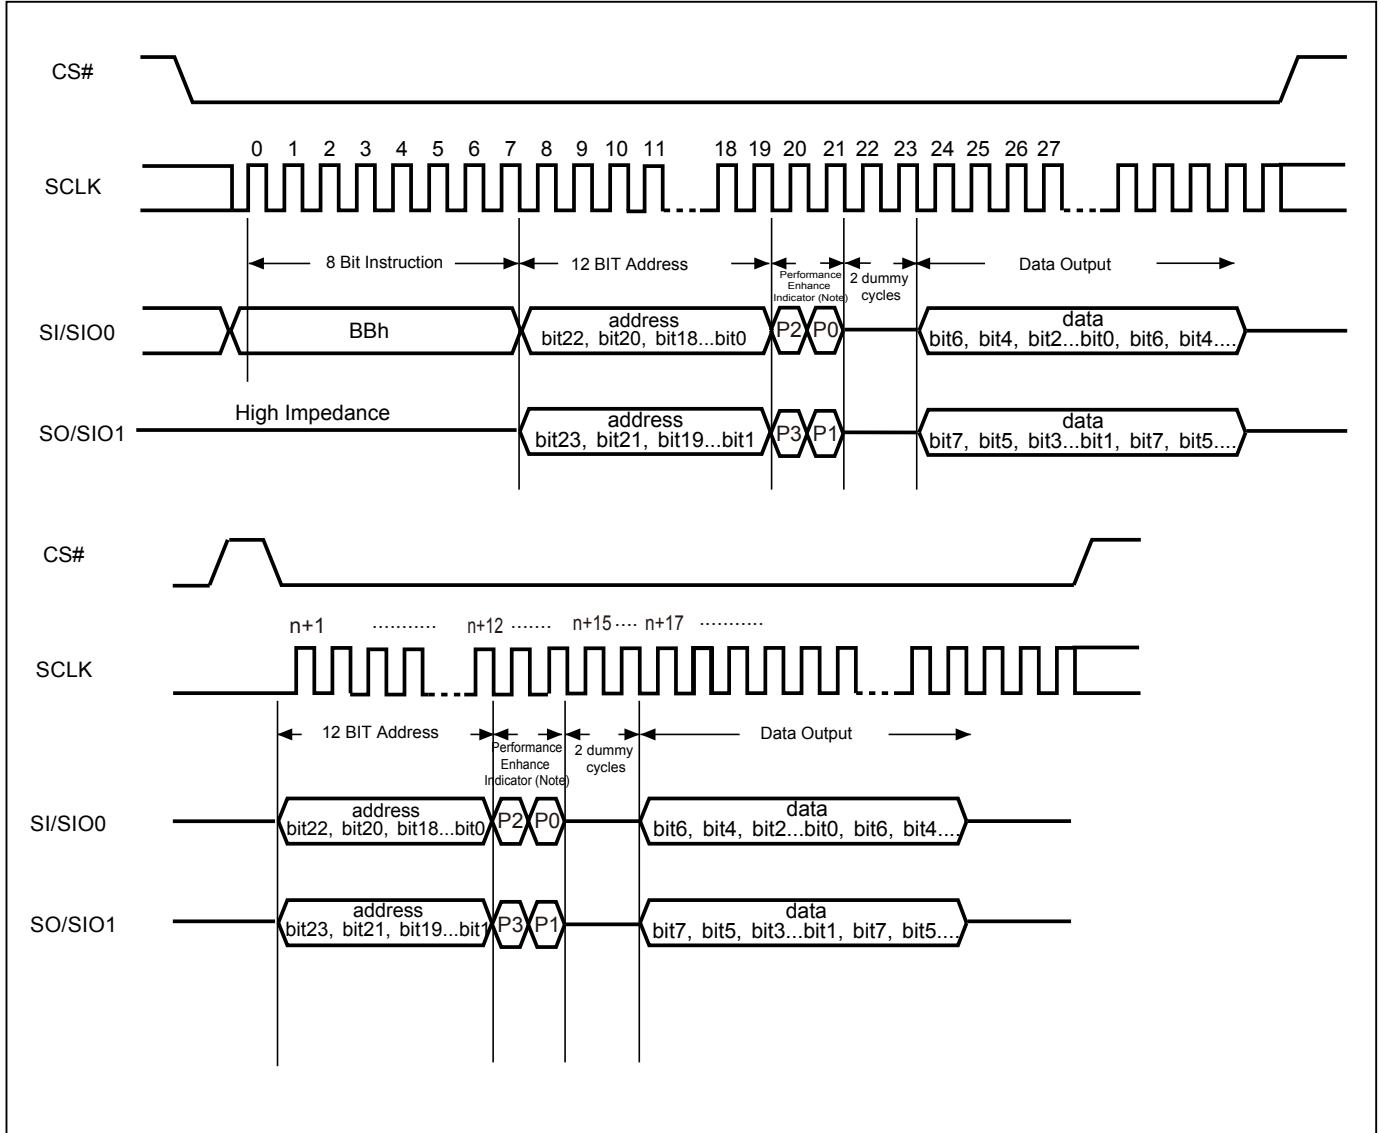 CS#
0 1 2 3 4 5 6 7 8 9 10 11 18 19 20 21 22 23 24 25 26 27
SCLK
8 Bit Instruction
12 BIT Address
Performance
Enhance
Indicator (Note)
2 dummy
cycles
Data Output
SI/SIO0
BBh
address
bit22, bit20, bit18...bit0
P2
P0
data
bit6, bit4, bit2...bit0, bit6, bit4....
High Impedance
SO/SIO1
address
bit23, bit21, bit19...bit1
P3
P1
data
bit7, bit5, bit3...bit1, bit7, bit5....
CS#
n+1 ........... n+12 ....... n+15 .... n+17 ...........
SCLK
12 BIT Address
Performance
Enhance
Indicator (Note)
2 dummy
cycles
Data Output
SI/SIO0
address
bit22, bit20, bit18...bit0
P2
P0
data
bit6, bit4, bit2...bit0, bit6, bit4....
SO/SIO1
address
bit23, bit21, bit19...bit1
P3
P1
data
bit7, bit5, bit3...bit1, bit7, bit5....